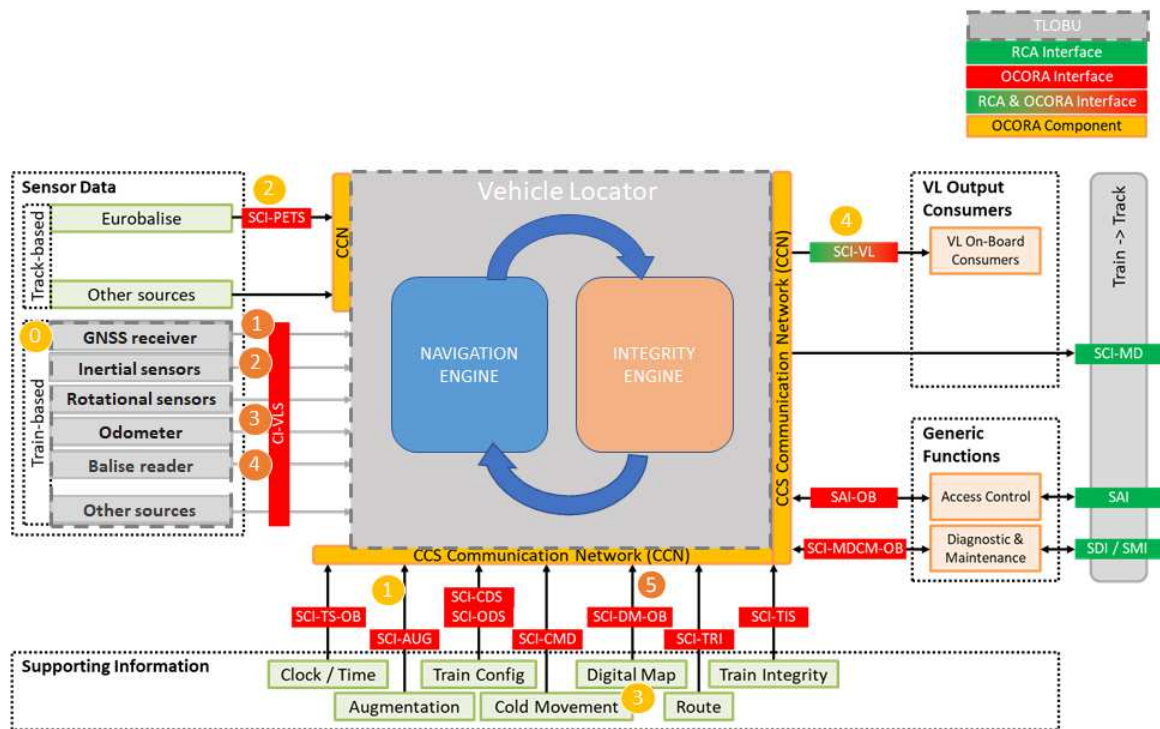 TLOBU
RCA Interface
OCORA Interface
RCA & OCORA Interface
OCORA Component
Sensor Data
Track-based
Eurobalise
Other sources
2
SCI-PETS
CCN
Train-based
0
GNSS receiver
Inertial sensors
Rotational sensors
Odometer
Balise reader
Other sources
1
2
3
4
CI-VLS
Vehicle Locator
NAVIGATION
ENGINE
INTEGRITY
ENGINE
CCS Communication Network (CCN)
CCS Communication Network (CCN)
4
SCI-VL
VL Output
Consumers
VL On-Board
Consumers
Train -> Track
SCI-MD
Generic
Functions
SAI-OB
Access Control
SAI
SCI-MDCM-OB
Diagnostic &
Maintenance
SDI / SMI
1
5
SCI-TS-OB
SCI-AUG
SCI-CDS
SCI-ODS
SCI-CMD
SCI-DM-OB
SCI-TRI
SCI-TIS
Supporting Information
Clock / Time
Train Config
Digital Map
Train Integrity
Augmentation
Cold Movement
3
Route